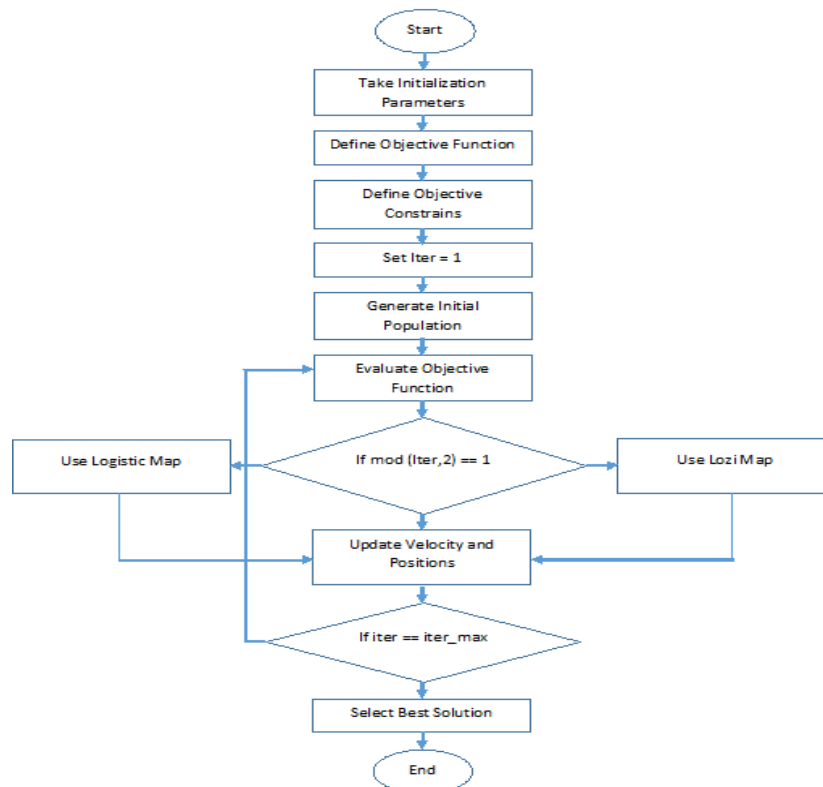 Start
Take Initialization
Parameters
Define Objective Function
Define Objective
Constrains
Set Iter = 1
Generate Initial
Population
Evaluate Objective
Function
If mod (Iter,2) == 1
Use Logistic Map
Use Lozi Map
Update Velocity and
Positions
If iter == iter_max
Select Best Solution
End